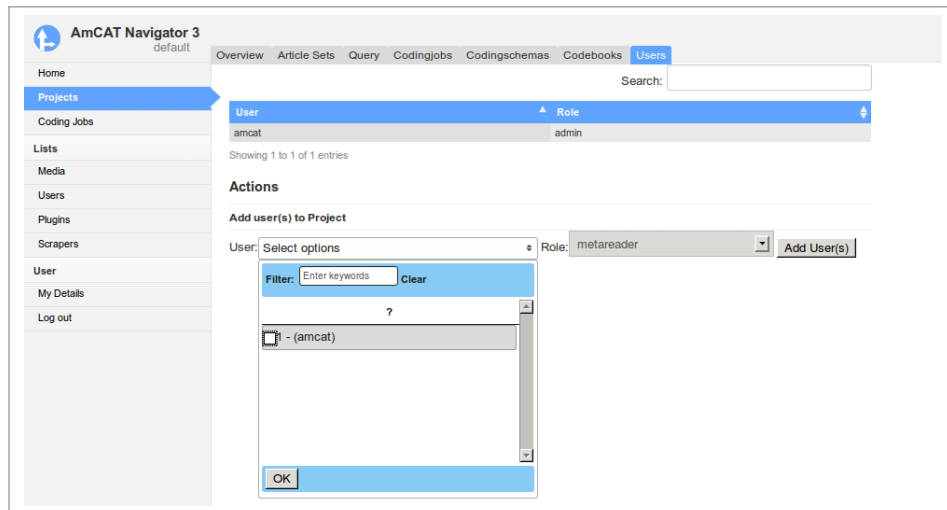 AmCAT Navigator 3
default
Overview Article Sets Query Codingjobs Codingschemas Codebooks Users
Home
Projects
Coding Jobs
Lists
Media
Users
Plugins
Scrapers
User
My Details
Log out
Search:
User Role
amcat admin
Showing 1 to 1 of 1 entries
Actions
Add user(s) to Project
User: Select options Role: metareader Add User(s)
Filter: Enter keywords Clear
?
1 - (amcat)
OK